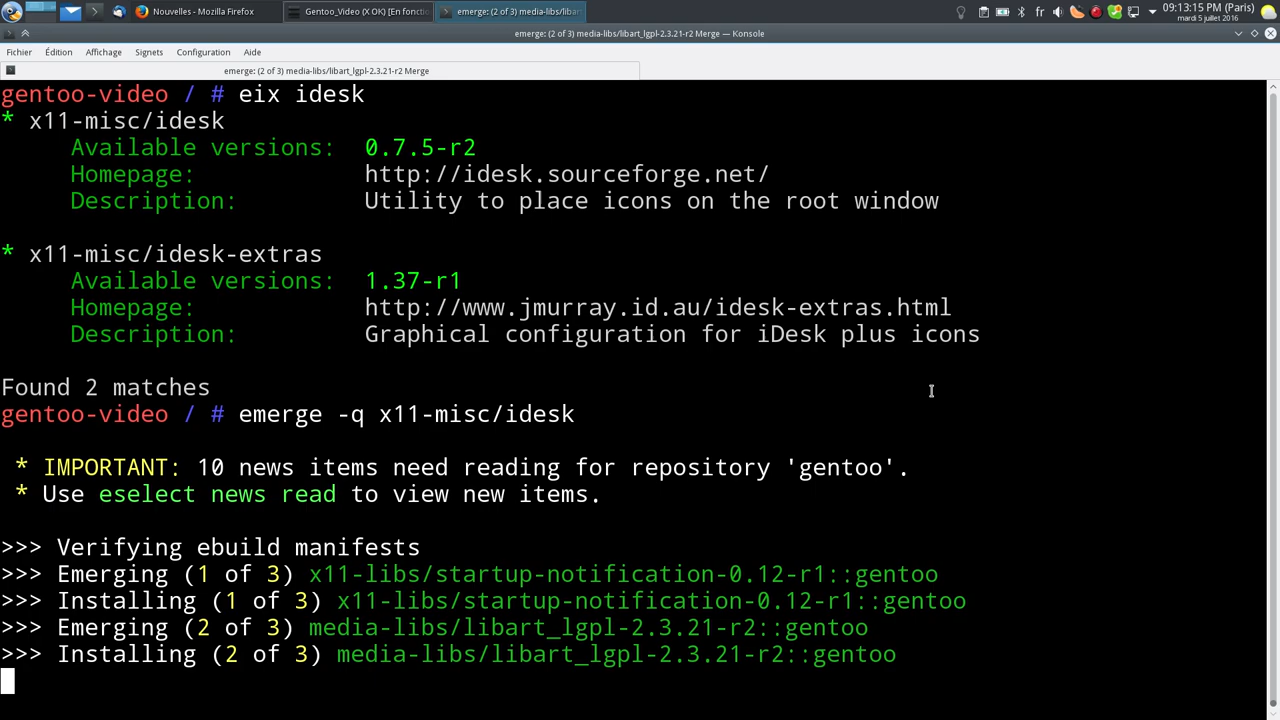 Nouvelles - Mozilla Firefox
Gentoo_Video (X OK) [En foncti
emerge: (2 of 3) media-libs/libar
fr
09:13:15 PM (Paris)
mardi 5 juillet 2016
emerge: (2 of 3) media-libs/libart_lgpl-2.3.21-r2 Merge — Konsole
Fichier Édition Affichage Signets Configuration Aide
emerge: (2 of 3) media-libs/libart_lgpl-2.3.21-r2 Merge
gentoo-video / # eix idesk
* x11-misc/idesk
Available versions: 0.7.5-r2
Homepage: http://idesk.sourceforge.net/
Description: Utility to place icons on the root window
* x11-misc/idesk-extras
Available versions: 1.37-r1
Homepage: http://www.jmurray.id.au/idesk-extras.html
Description: Graphical configuration for iDesk plus icons
Found 2 matches
gentoo-video / # emerge -q x11-misc/idesk
* IMPORTANT: 10 news items need reading for repository 'gentoo'.
* Use eselect news read to view new items.
>>> Verifying ebuild manifests
>>> Emerging (1 of 3) x11-libs/startup-notification-0.12-r1::gentoo
>>> Installing (1 of 3) x11-libs/startup-notification-0.12-r1::gentoo
>>> Emerging (2 of 3) media-libs/libart_lgpl-2.3.21-r2::gentoo
>>> Installing (2 of 3) media-libs/libart_lgpl-2.3.21-r2::gentoo